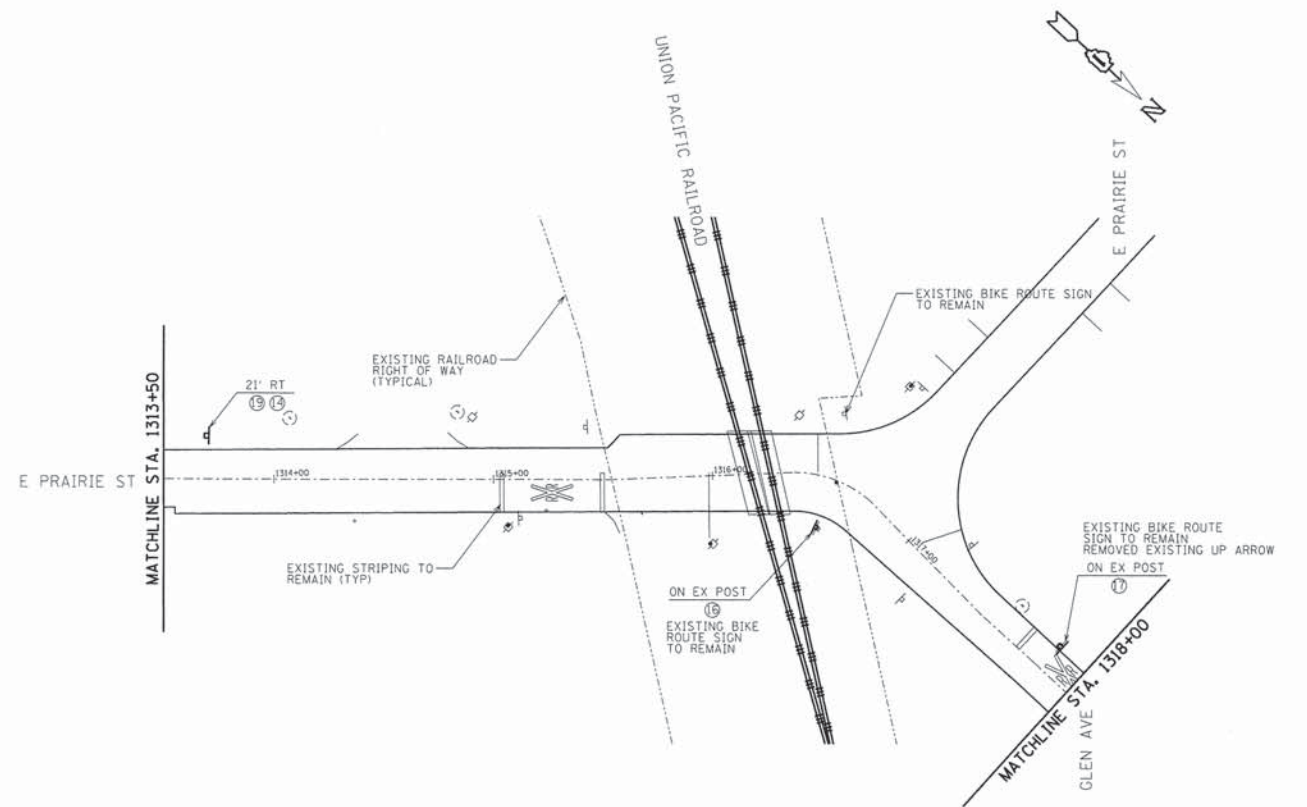 UNION PACIFIC RAILROAD
N
E PRAIRIE ST
EXISTING BIKE ROUTE SIGN
TO REMAIN
EXISTING RAILROAD
RIGHT OF WAY
(TYPICAL)
21' RT
19 14
MATCHLINE STA. 1313+50
E PRAIRIE ST
1314+00
1315+00
1316+00
1317+00
EXISTING STRIPING TO
REMAIN (TYP)
ON EX POST
16
EXISTING BIKE
ROUTE SIGN
TO REMAIN
EXISTING BIKE ROUTE
SIGN TO REMAIN
REMOVED EXISTING UP ARROW
ON EX POST
17
MATCHLINE STA. 1318+00
GLEN AVE